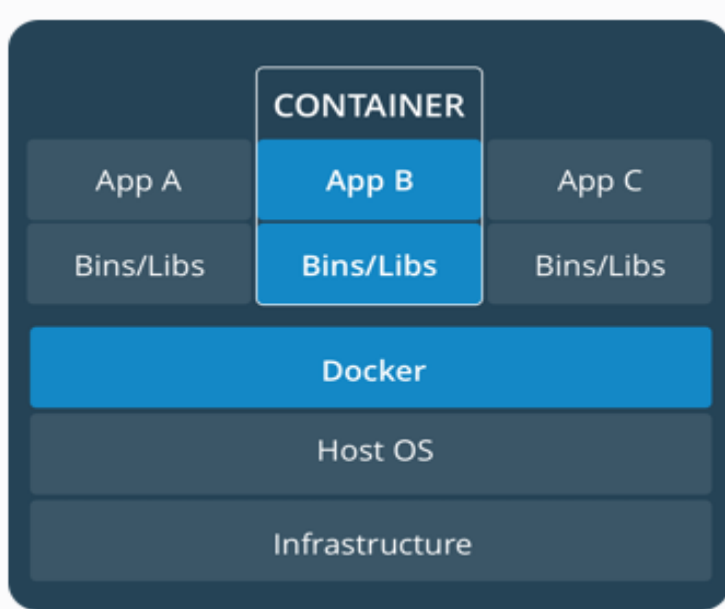 CONTAINER
App A
App B
App C
Bins/Libs
Bins/Libs
Bins/Libs
Docker
Host OS
Infrastructure